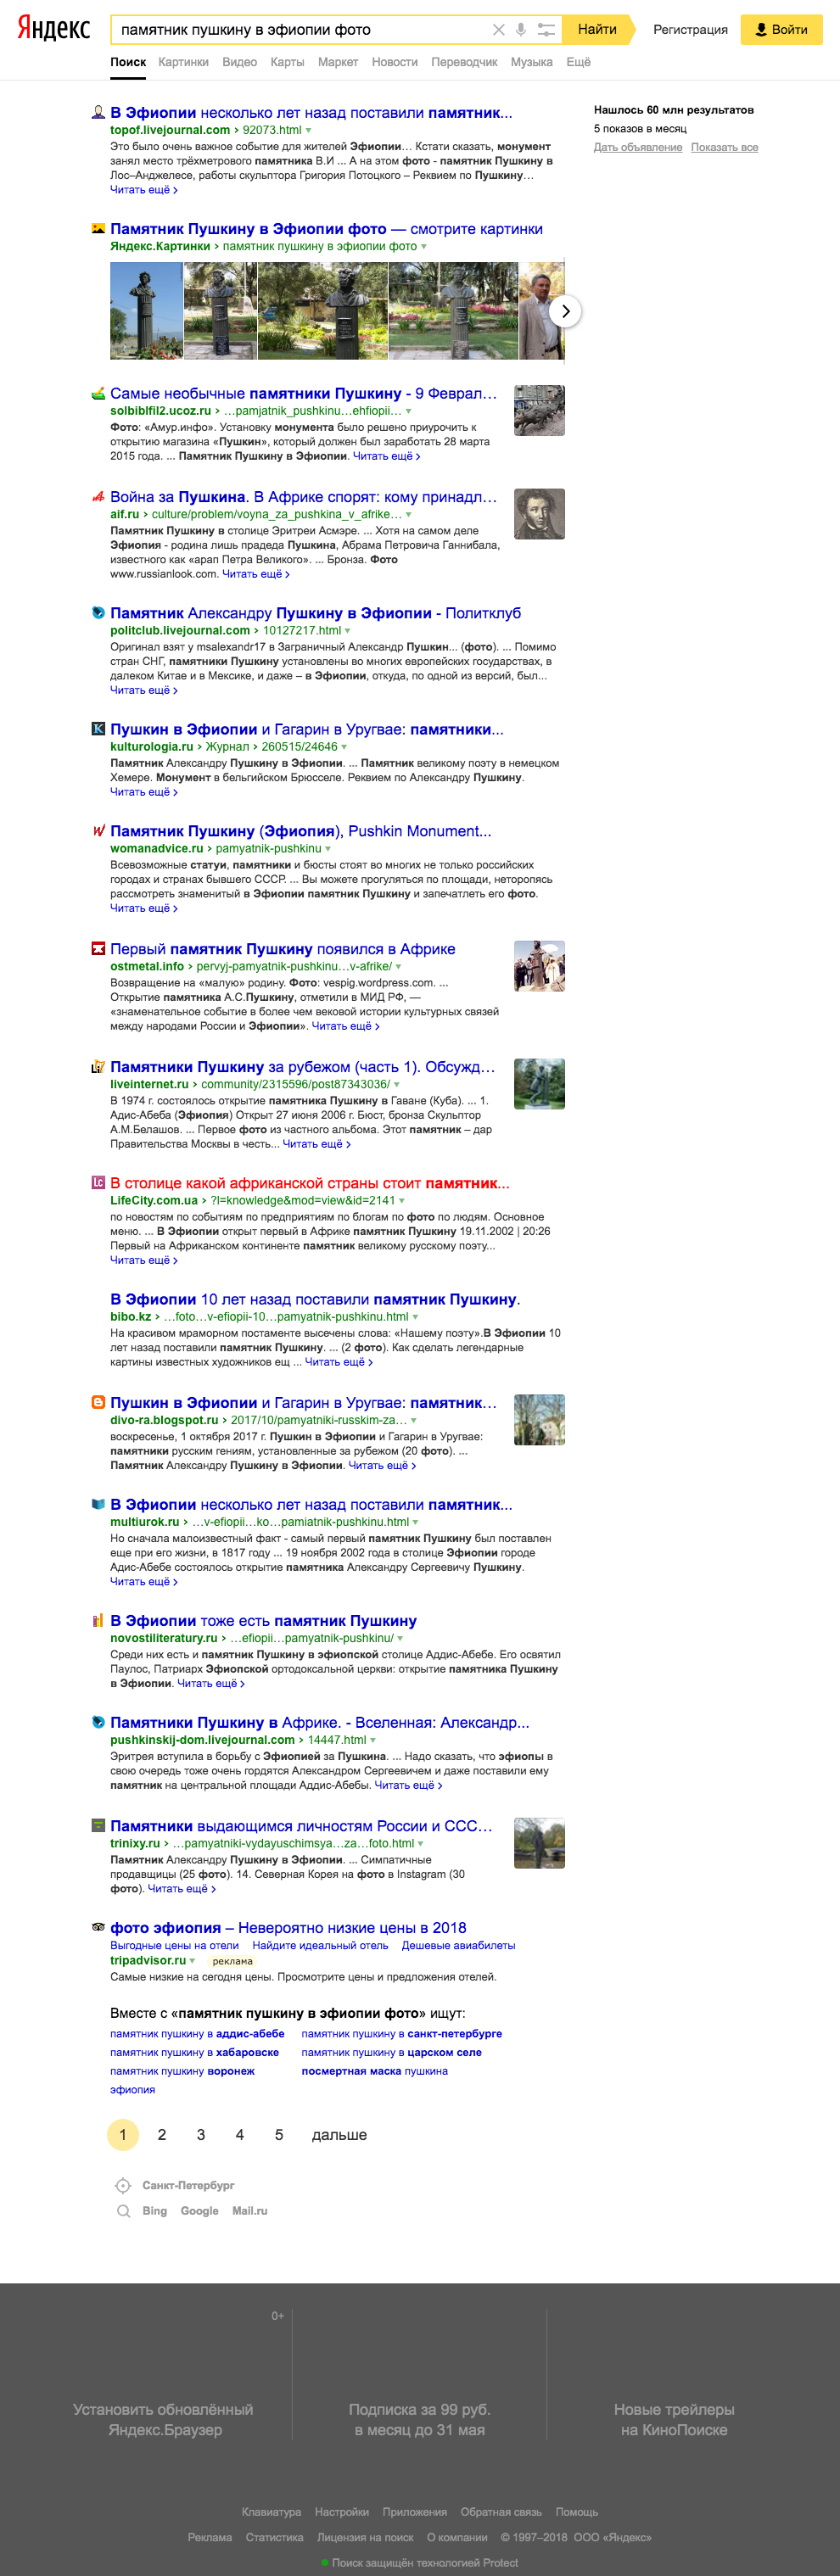 Яндекс
памятник пушкину в эфиопии фото
Найти
Регистрация
Войти
Поиск Картинки Видео Карты Маркет Новости Переводчик Музыка Ещё
Нашлось 60 млн результатов
5 показов в месяц
Дать объявление Показать все
В Эфиопии несколько лет назад поставили памятник...
topof.livejournal.com › 92073.html
Это было очень важное событие для жителей Эфиопии… Кстати сказать, монумент
занял место трёхметрового памятника В.И ... А на этом фото - памятник Пушкину в
Лос–Анджелесе, работы скульптора Григория Потоцкого – Реквием по Пушкину…
Читать ещё ›
Памятник Пушкину в Эфиопии фото — смотрите картинки
Яндекс.Картинки › памятник пушкину в эфиопии фото
Самые необычные памятники Пушкину - 9 Феврал…
solbiblfil2.ucoz.ru › …pamjatnik_pushkinu…ehfiopii…
Фото: «Амур.инфо». Установку монумента было решено приурочить к
открытию магазина «Пушкин», который должен был заработать 28 марта
2015 года. ... Памятник Пушкину в Эфиопии. Читать ещё ›
Война за Пушкина. В Африке спорят: кому принадл…
aif.ru › culture/problem/voyna_za_pushkina_v_afrike…
Памятник Пушкину в столице Эритреи Асмэре. ... Хотя на самом деле
Эфиопия - родина лишь прадеда Пушкина, Абрама Петровича Ганнибала,
известного как «арап Петра Великого». ... Бронза. Фото
www.russianlook.com. Читать ещё ›
Памятник Александру Пушкину в Эфиопии - Политклуб
politclub.livejournal.com › 10127217.html
Оригинал взят у msalexandr17 в Заграничный Александр Пушкин... (фото). ... Помимо
стран СНГ, памятники Пушкину установлены во многих европейских государствах, в
далеком Китае и в Мексике, и даже – в Эфиопии, откуда, по одной из версий, был...
Читать ещё ›
Пушкин в Эфиопии и Гагарин в Уругвае: памятники...
kulturologia.ru › Журнал › 260515/24646
Памятник Александру Пушкину в Эфиопии. ... Памятник великому поэту в немецком
Хемере. Монумент в бельгийском Брюсселе. Реквием по Александру Пушкину.
Читать ещё ›
Памятник Пушкину (Эфиопия), Pushkin Monument...
womanadvice.ru › pamyatnik-pushkinu
Всевозможные статуи, памятники и бюсты стоят во многих не только российских
городах и странах бывшего СССР. ... Вы можете прогуляться по площади, неторопясь
рассмотреть знаменитый в Эфиопии памятник Пушкину и запечатлеть его фото.
Читать ещё ›
Первый памятник Пушкину появился в Африке
ostmetal.info › pervyj-pamyatnik-pushkinu…v-afrike/
Возвращение на «малую» родину. Фото: vespig.wordpress.com. ...
Открытие памятника А.С.Пушкину, отметили в МИД РФ, —
«знаменательное событие в более чем вековой истории культурных связей
между народами России и Эфиопии». Читать ещё ›
Памятники Пушкину за рубежом (часть 1). Обсужд…
liveinternet.ru › community/2315596/post87343036/
В 1974 г. состоялось открытие памятника Пушкину в Гаване (Куба). ... 1.
Адис-Абеба (Эфиопия) Открыт 27 июня 2006 г. Бюст, бронза Скульптор
А.М.Белашов. ... Первое фото из частного альбома. Этот памятник – дар
Правительства Москвы в честь... Читать ещё ›
В столице какой африканской страны стоит памятник...
LifeCity.com.ua › ?l=knowledge&mod=view&id=2141
по новостям по событиям по предприятиям по блогам по фото по людям. Основное
меню. ... В Эфиопии открыт первый в Африке памятник Пушкину 19.11.2002 | 20:26
Первый на Африканском континенте памятник великому русскому поэту...
Читать ещё ›
В Эфиопии 10 лет назад поставили памятник Пушкину.
bibo.kz › …foto…v-efiopii-10…pamyatnik-pushkinu.html
На красивом мраморном постаменте высечены слова: «Нашему поэту».В Эфиопии 10
лет назад поставили памятник Пушкину. ... (2 фото). Как сделать легендарные
картины известных художников ещ ... Читать ещё ›
Пушкин в Эфиопии и Гагарин в Уругвае: памятник…
divo-ra.blogspot.ru › 2017/10/pamyatniki-russkim-za…
воскресенье, 1 октября 2017 г. Пушкин в Эфиопии и Гагарин в Уругвае:
памятники русским гениям, установленные за рубежом (20 фото). ...
Памятник Александру Пушкину в Эфиопии. Читать ещё ›
В Эфиопии несколько лет назад поставили памятник...
multiurok.ru › …v-efiopii…ko…pamiatnik-pushkinu.html
Но сначала малоизвестный факт - самый первый памятник Пушкину был поставлен
еще при его жизни, в 1817 году ... 19 ноября 2002 года в столице Эфиопии городе
Адис-Абебе состоялось открытие памятника Александру Сергеевичу Пушкину.
Читать ещё ›
В Эфиопии тоже есть памятник Пушкину
novostiliteratury.ru › …efiopii…pamyatnik-pushkinu/
Среди них есть и памятник Пушкину в эфиопской столице Аддис-Абебе. Его освятил
Паулос, Патриарх Эфиопской ортодоксальной церкви: открытие памятника Пушкину
в Эфиопии. Читать ещё ›
Памятники Пушкину в Африке. - Вселенная: Александр...
pushkinskij-dom.livejournal.com › 14447.html
Эритрея вступила в борьбу с Эфиопией за Пушкина. ... Надо сказать, что эфиопы в
свою очередь тоже очень гордятся Александром Сергеевичем и даже поставили ему
памятник на центральной площади Аддис-Абебы. Читать ещё ›
Памятники выдающимся личностям России и ССС…
trinixy.ru › …pamyatniki-vydayuschimsya…za…foto.html
Памятник Александру Пушкину в Эфиопии. ... Симпатичные
продавщицы (25 фото). 14. Северная Корея на фото в Instagram (30
фото). Читать ещё ›
фото эфиопия – Невероятно низкие цены в 2018
Выгодные цены на отели Найдите идеальный отель Дешевые авиабилеты
tripadvisor.ru реклама
Самые низкие на сегодня цены. Просмотрите цены и предложения отелей.
Вместе с «памятник пушкину в эфиопии фото» ищут:
памятник пушкину в аддис-абебе памятник пушкину в санкт-петербурге
памятник пушкину в хабаровске памятник пушкину в царском селе
памятник пушкину воронеж посмертная маска пушкина
эфиопия
1 2 3 4 5 дальше
Санкт-Петербург
Bing Google Mail.ru
0+
Установить обновлённый
Яндекс.Браузер
Подписка за 99 руб.
в месяц до 31 мая
Новые трейлеры
на КиноПоиске
Клавиатура Настройки Приложения Обратная связь Помощь
Реклама Статистика Лицензия на поиск О компании © 1997–2018 ООО «Яндекс»
Поиск защищён технологией Protect